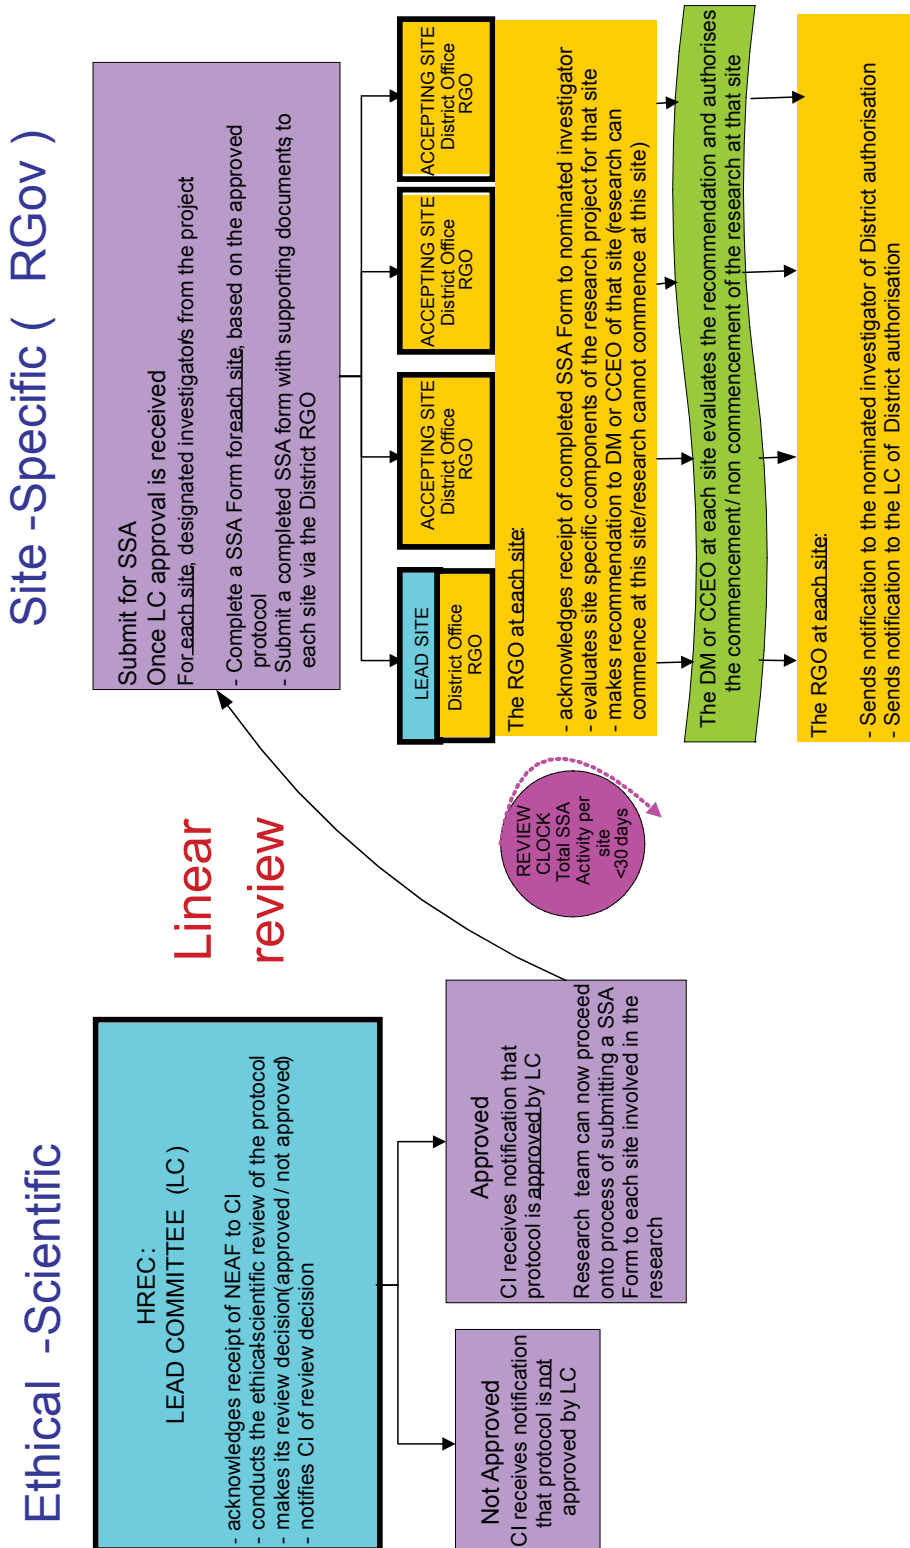 Ethical -Scientific
HREC:
LEAD COMMITTEE (LC)
- acknowledges receipt of NEAF to CI
- conducts the ethical-scientific review of the protocol
- makes its review decision(approved / not approved)
- notifies CI of review decision
Not Approved
CI receives notification
that protocol is not
approved by LC
Approved
CI receives notification that
protocol is approved by LC
Research team can now proceed
onto process of submitting a SSA
Form to each site involved in the
research
Linear
review
Site -Specific ( RGov )
Submit for SSA
Once LC approval is received
For each site, designated investigators from the project
- Complete a SSA Form for each site, based on the approved
protocol
- Submit a completed SSA form with supporting documents to
each site via the District RGO
LEAD SITE
District Office
RGO
ACCEPTING SITE
District Office
RGO
ACCEPTING SITE
District Office
RGO
ACCEPTING SITE
District Office
RGO
REVIEW
CLOCK
Total SSA
Activity per
site
<30 days
The RGO at each site:
- acknowledges receipt of completed SSA Form to nominated investigator
- evaluates site specific components of the research project for that site
- makes recommendation to DM or CCEO of that site (research can
commence at this site/research cannot commence at this site)
The DM or CCEO at each site evaluates the recommendation and authorises
the commencement/ non commencement of the research at that site
The RGO at each site:
- Sends notification to the nominated investigator of District authorisation
- Sends notification to the LC of District authorisation